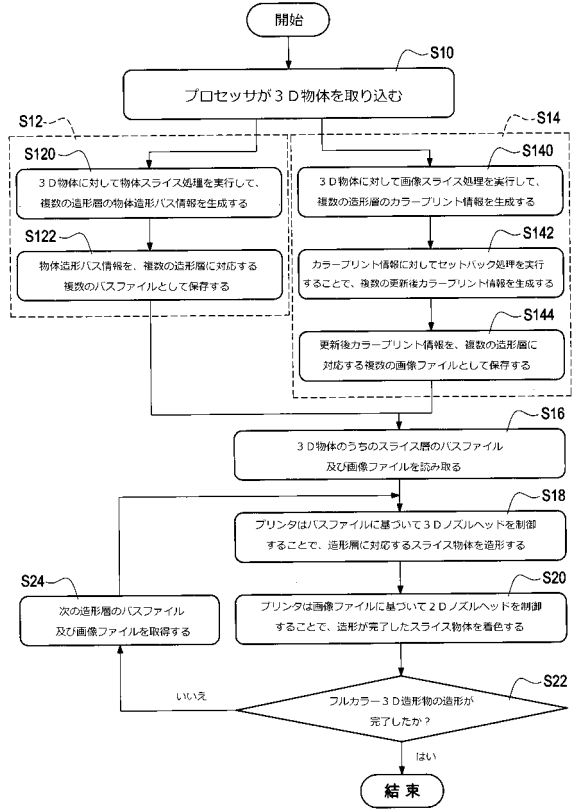 開始
S10
プロセッサが3D物体を取り込む
S12
S120
3D物体に対して物体スライス処理を実行して、
複数の造形層の物体造形パス情報を生成する
S122
物体造形パス情報を、複数の造形層に対応する
複数のパスファイルとして保存する
S14
S140
3D物体に対して画像スライス処理を実行して、
複数の造形層のカラープリント情報を生成する
S142
カラープリント情報に対してセットバック処理を実行
することで、複数の更新後カラープリント情報を生成する
S144
更新後カラープリント情報を、複数の造形層に
対応する複数の画像ファイルとして保存する
S16
3D物体のうちのスライス層のパスファイル
及び画像ファイルを読み取る
S18
プリンタはパスファイルに基づいて3Dノズルヘッドを制御
することで、造形層に対応するスライス物体を造形する
S20
プリンタは画像ファイルに基づいて2Dノズルヘッドを制御
することで、造形が完了したスライス物体を着色する
S24
次の造形層のパスファイル
及び画像ファイルを取得する
S22
フルカラー3D造形物の造形が
完了したか?
いいえ
はい
結束